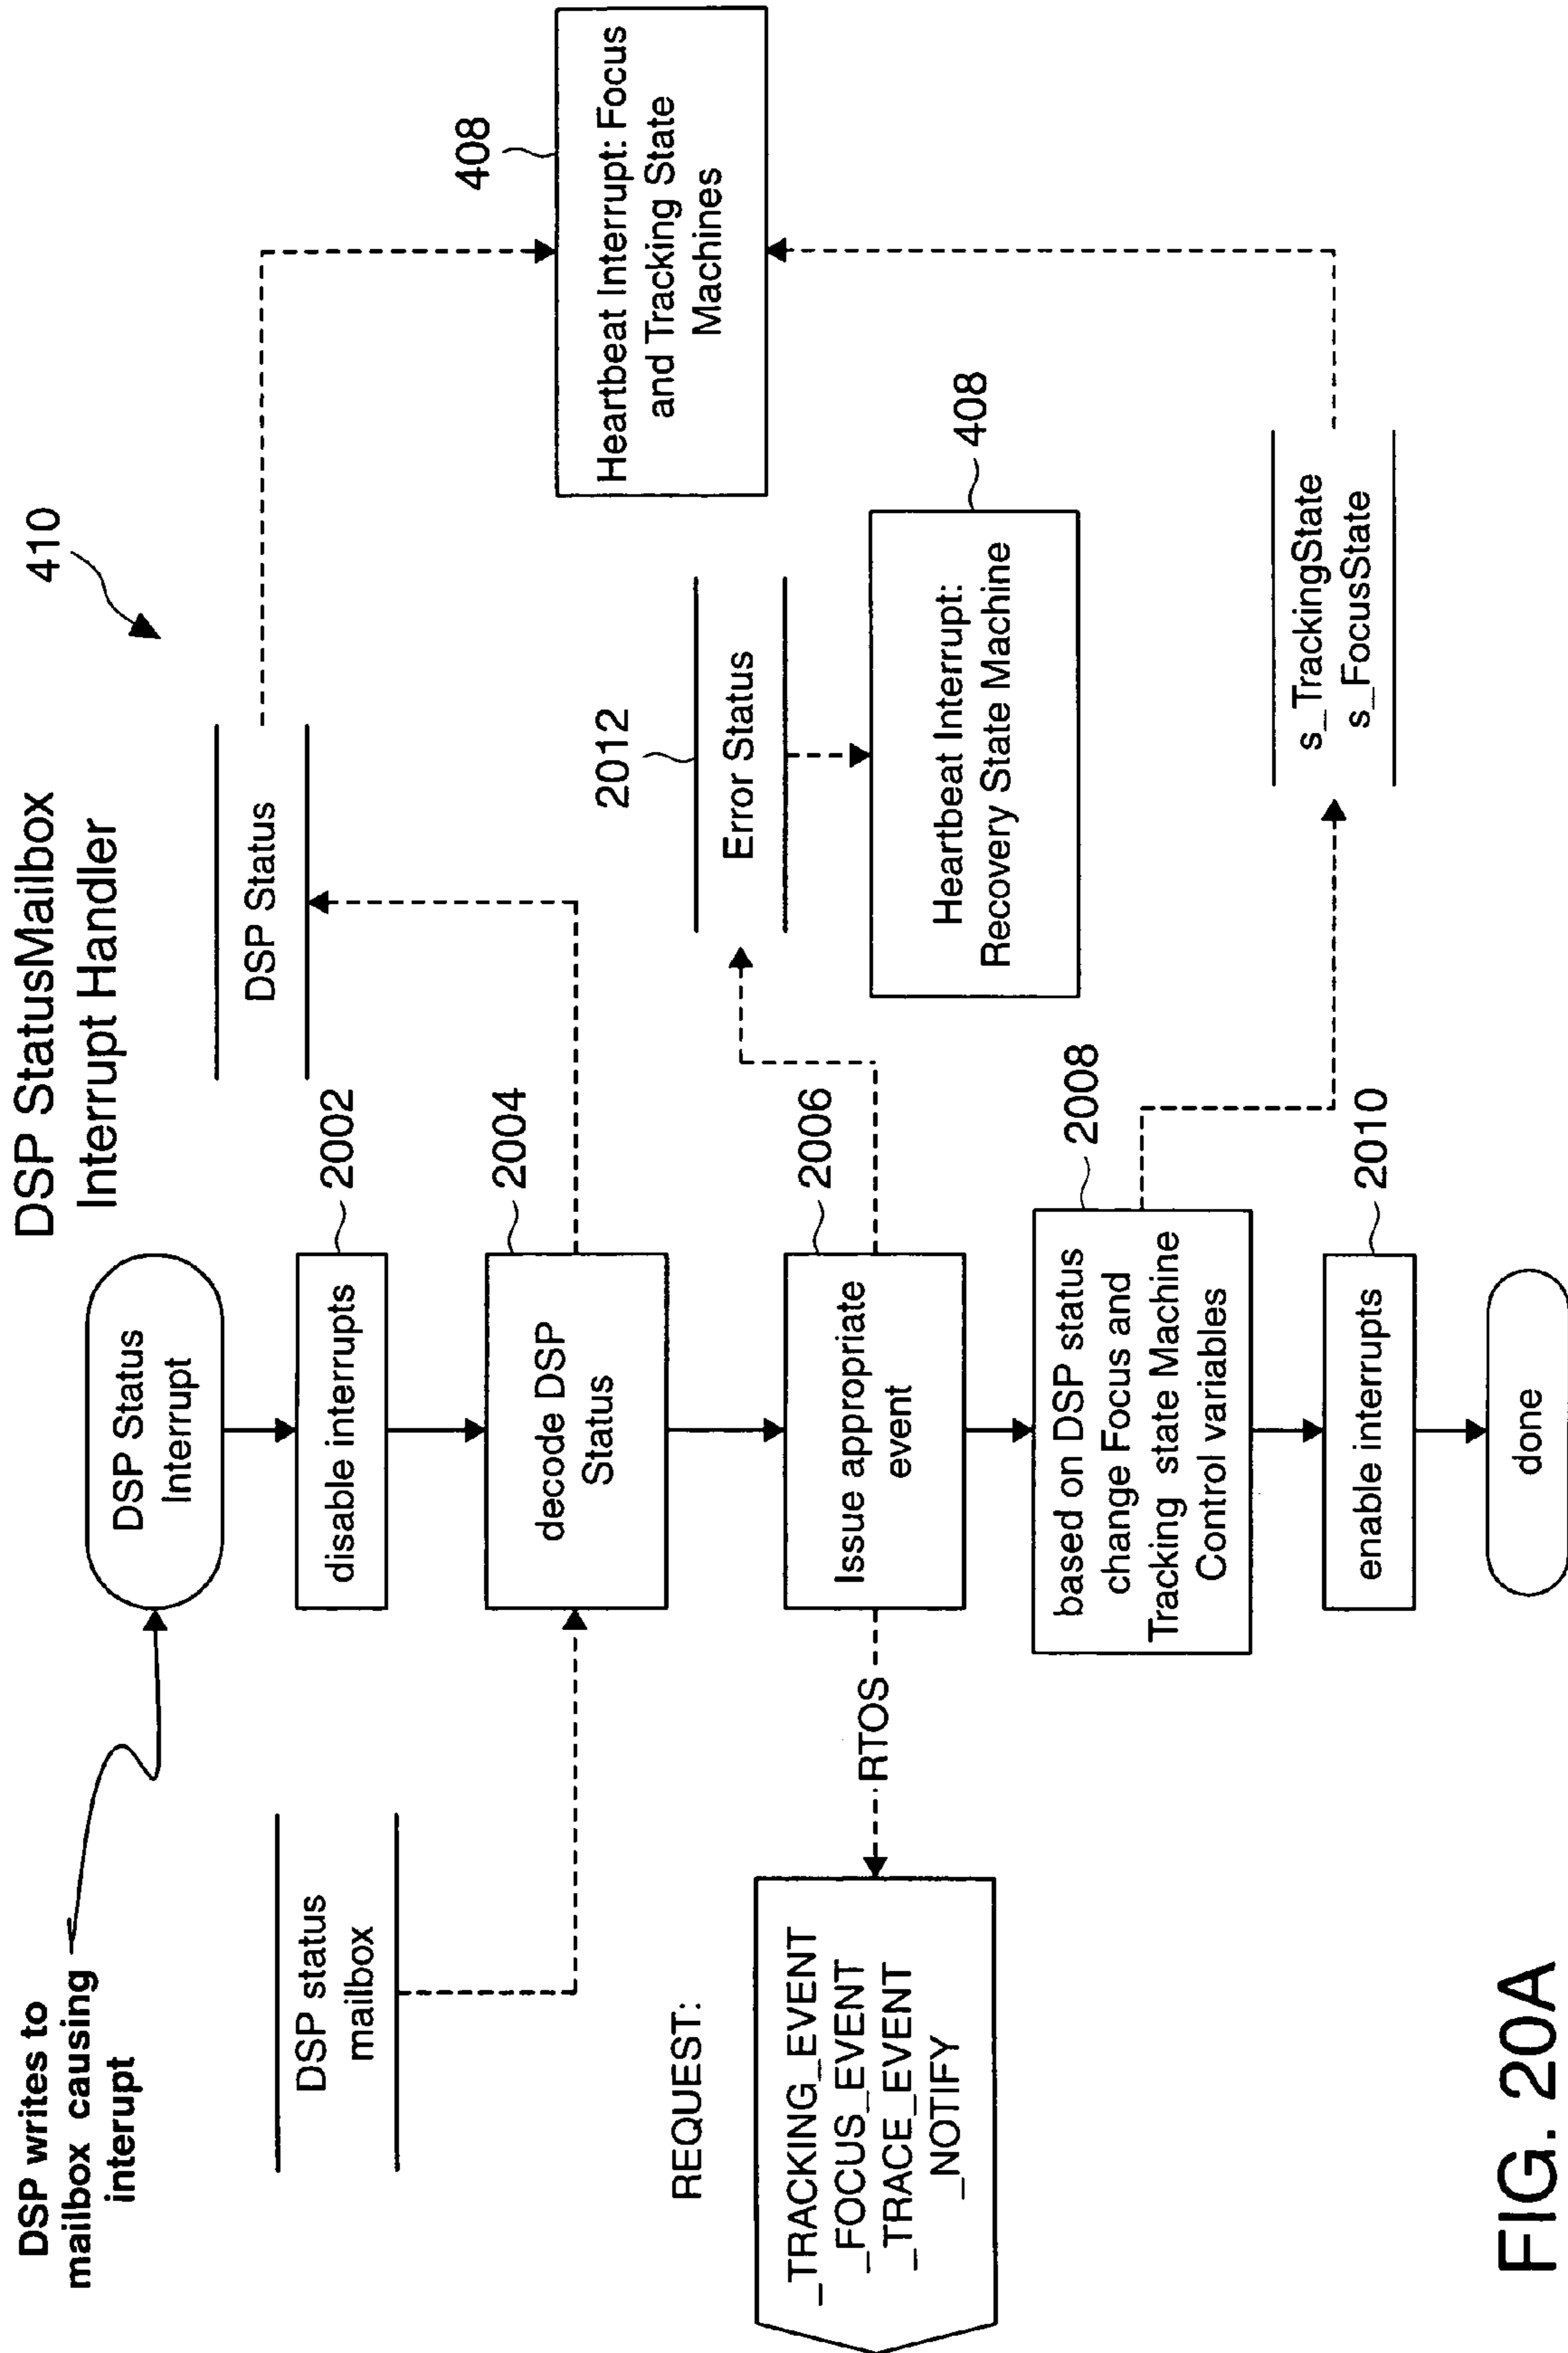 DSP StatusMailbox
Interrupt Handler
410
DSP writes to
mailbox causing
interupt
DSP Status
Interrupt
DSP status
mailbox
disable interrupts
2002
DSP Status
decode DSP
Status
2004
408
Heartbeat Interrupt: Focus
and Tracking State
Machines
REQUEST:
_TRACKING_EVENT
_FOCUS_EVENT
_TRACE_EVENT
_NOTIFY
RTOS
Issue appropriate
event
2006
2012
Error Status
Heartbeat Interrupt:
Recovery State Machine
408
based on DSP status
change Focus and
Tracking state Machine
Control variables
2008
s_TrackingState
s_FocusState
enable interrupts
2010
done
FIG. 20A